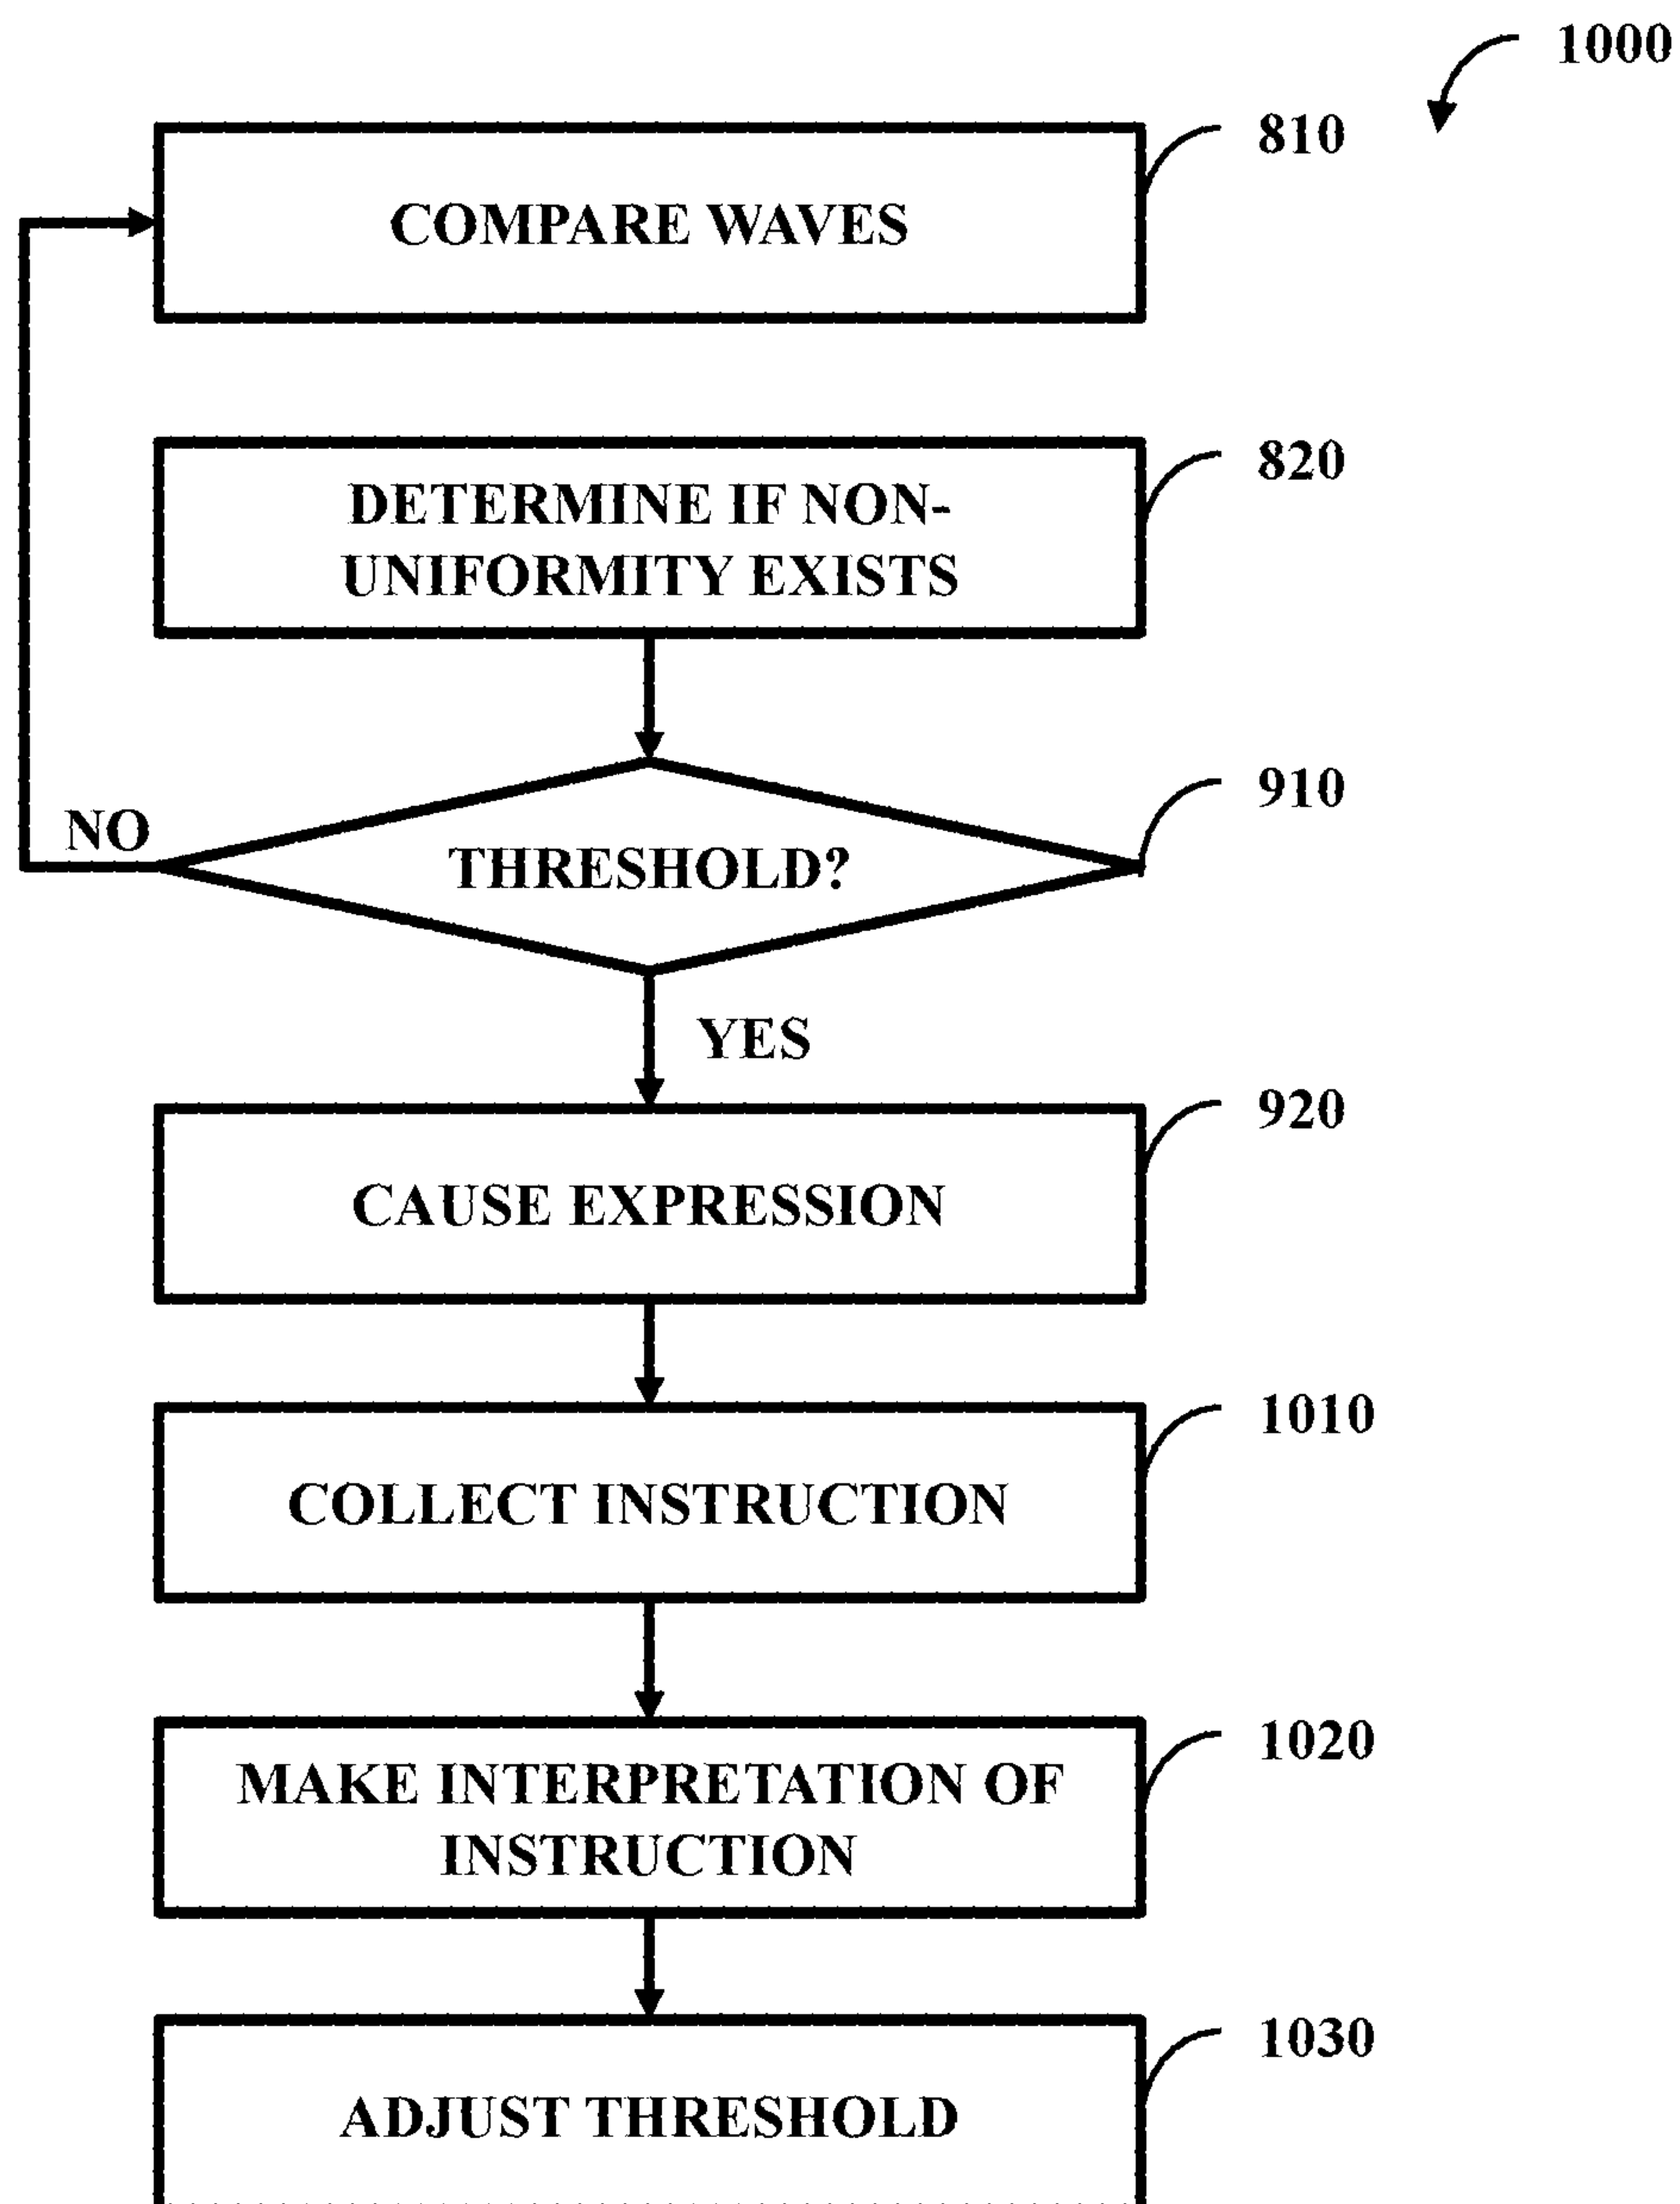 1000
810
COMPARE WAVES
820
DETERMINE IF NON-
UNIFORMITY EXISTS
910
NO
THRESHOLD?
YES
920
CAUSE EXPRESSION
1010
COLLECT INSTRUCTION
1020
MAKE INTERPRETATION OF
INSTRUCTION
1030
ADJUST THRESHOLD